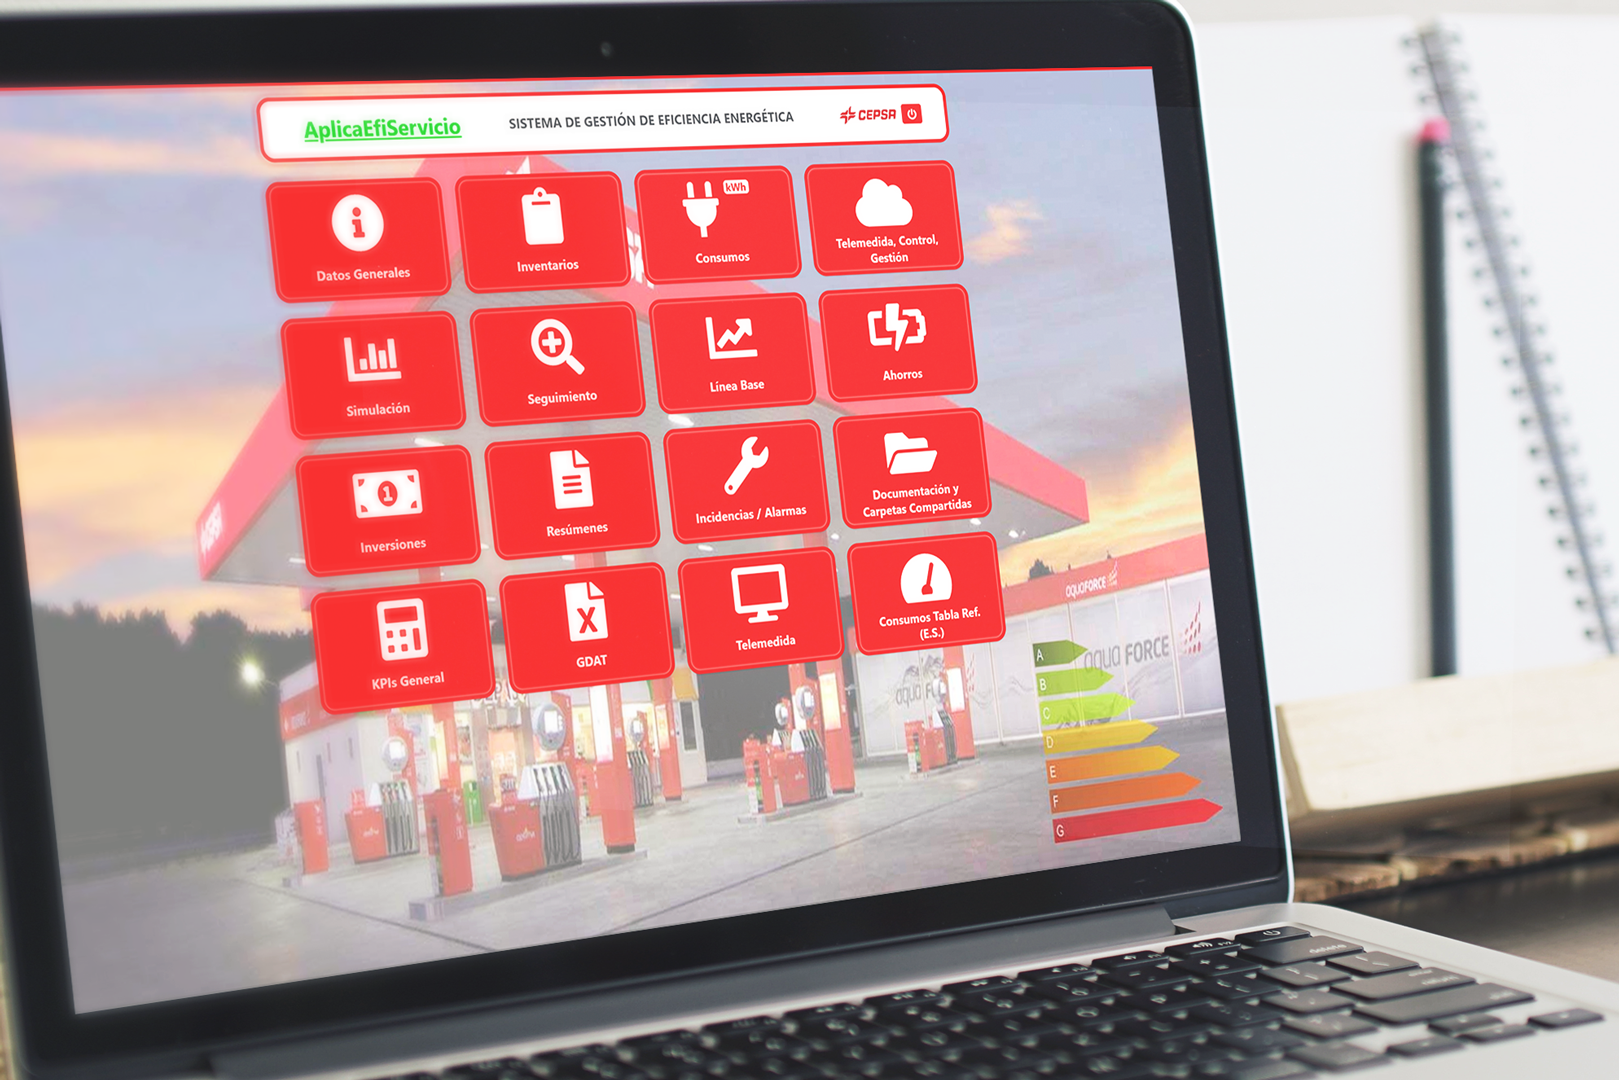 AplicaEfiServicio
SISTEMA DE GESTIÓN DE EFICIENCIA ENERGÉTICA
CEPSA
Datos Generales
Inventarios
kWh
Consumos
Telemedida, Control,
Gestión
Simulación
Seguimiento
Línea Base
Ahorros
1
Inversiones
Resúmenes
Incidencias / Alarmas
Documentación y
Carpetas Compartidas
KPIs General
X
GDAT
Telemedida
Consumos Tabla Ref.
(E.S.)
aquaFORCE
aqua FORCE
A
B
C
D
E
F
G
delete